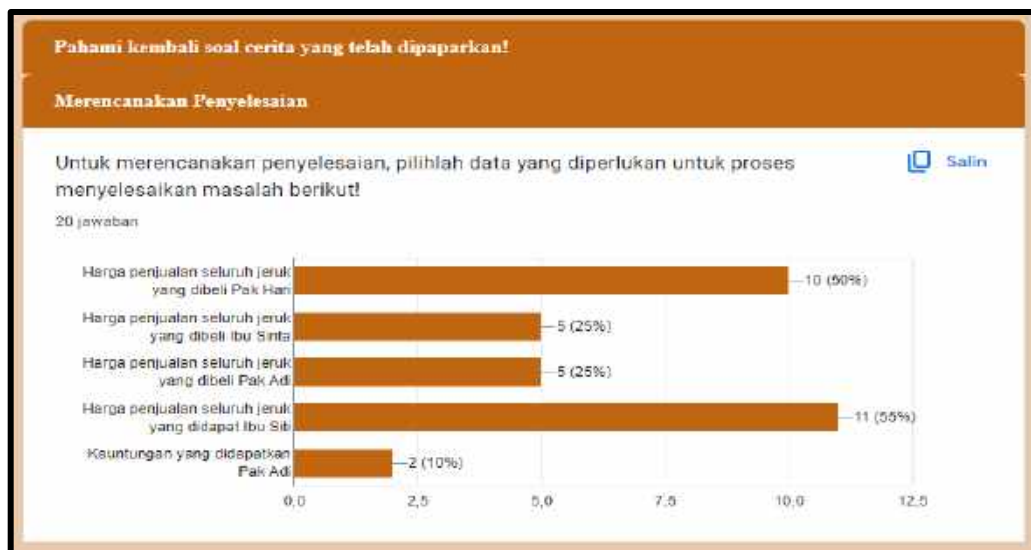 Pahami kembali soal cerita yang telah dipaparkan!
Merencanakan Penyelesaian
Untuk merencanakan penyelesaian, pilihlah data yang diperlukan untuk proses
menyelesaikan masalah berikut!
Salin
20 jawaban
Harga penjualan seluruh jeruk
yang dibeli Pak Hari
10 (50%)
Harga penjualan seluruh jeruk
yang dibeli Ibu Sinta
5 (25%)
Harga penjualan seluruh jeruk
yang dibeli Pak Adi
5 (25%)
Harga penjualan seluruh jeruk
yang didapat Ibu Siti
11 (55%)
Keuntungan yang didapatkan
Pak Adi
2 (10%)
0,0 2,5 5,0 7,5 10,0 12,5